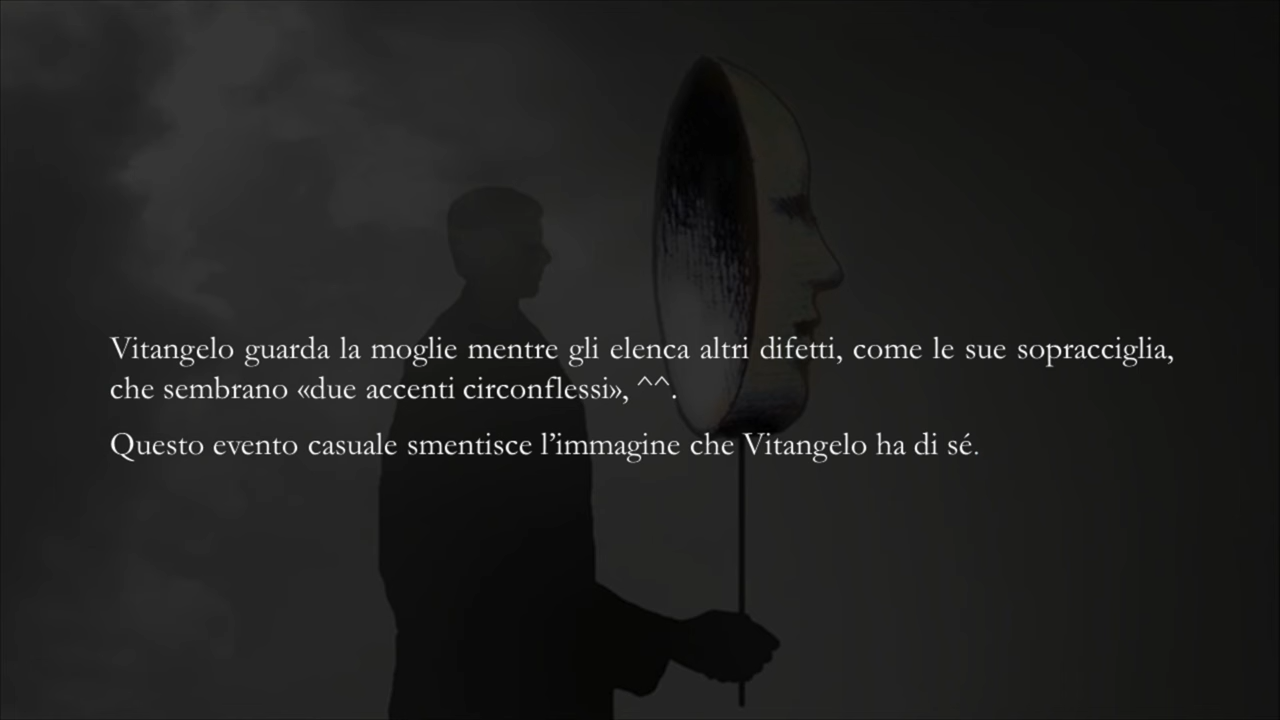 Vitangelo guarda la moglie mentre gli elenca altri difetti, come le sue sopracciglia,
che sembrano «due accenti circonflessi», ^^.
Questo evento casuale smentisce l’immagine che Vitangelo ha di sé.